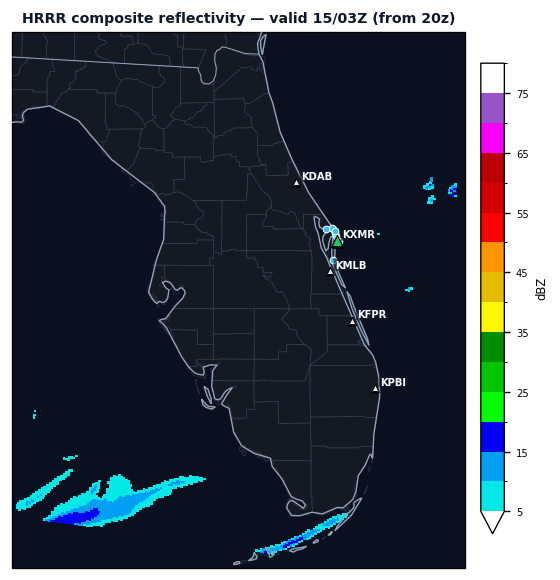 HRRR composite reflectivity — valid 15/03Z (from 20z)
KDAB
KXMR
KMLB
KFPR
KPBI
75
65
55
45
35
25
15
5
dBZ